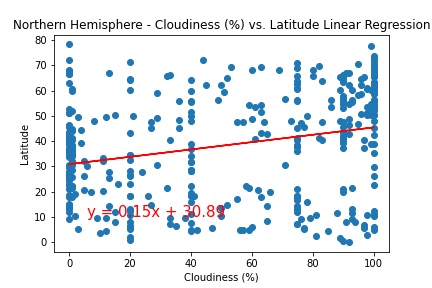 Northern Hemisphere - Cloudiness (%) vs. Latitude Linear Regression
80
70
60
50
40
30
20
10
0
Latitude
y = 0.15x + 30.89
0 20 40 60 80 100
Cloudiness (%)